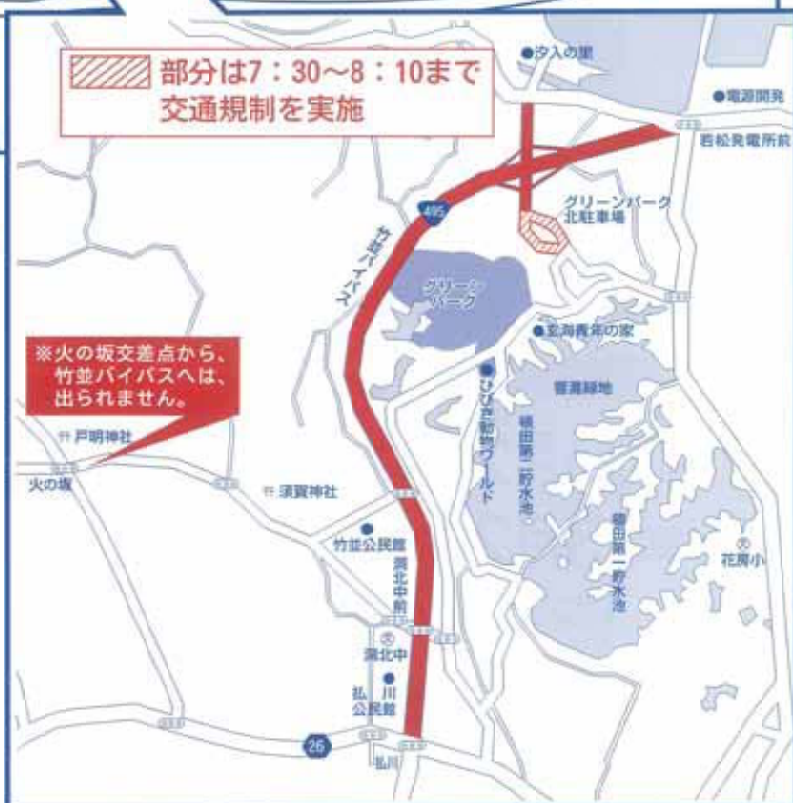 部分は7：30～8：10まで
交通規制を実施
汐入の里
電源開発
若松発電所前
グリーンパーク
北駐車場
495
竹並バイパス
グリーン
パーク
玄海青年の家
響灘緑地
ひびき動物ワールド
頓田第二貯水池
頓田第一貯水池
花房小
※火の坂交差点から、
竹並バイパスへは、
出られません。
戸明神社
火の坂
須賀神社
竹並公民館
洞北中前
洞北中
払川
公民館
26
払川